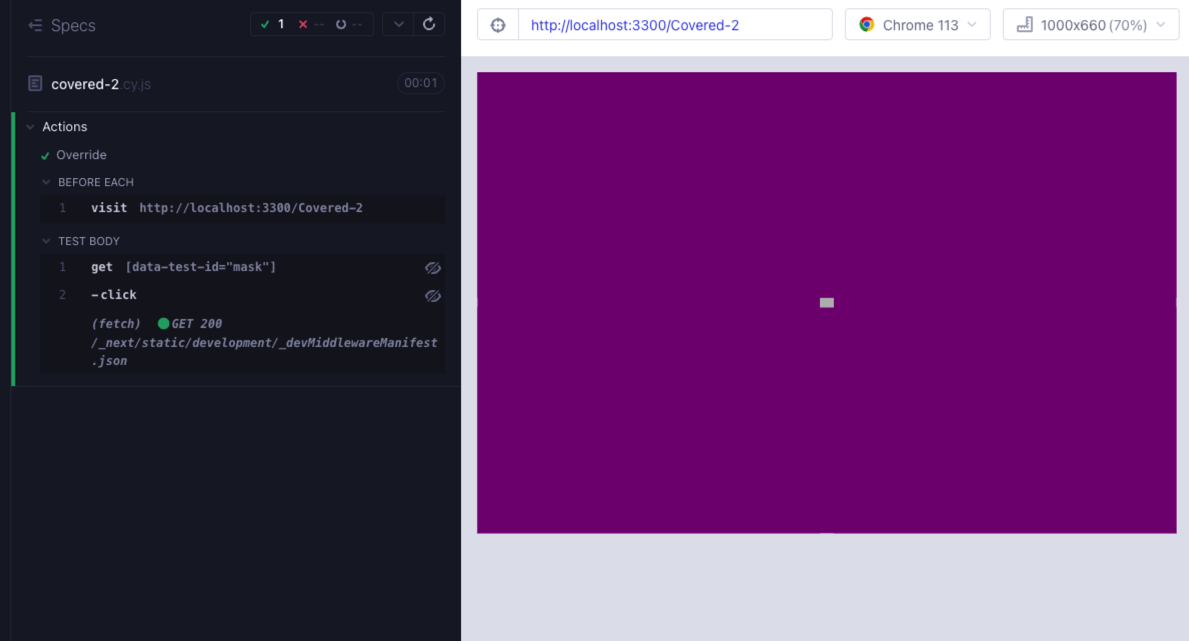 Specs
1 -- --
covered-2.cy.js 00:01
Actions
Override
BEFORE EACH
1 visit http://localhost:3300/Covered-2
TEST BODY
1 get [data-test-id="mask"]
2 -click
(fetch) GET 200
/_next/static/development/_devMiddlewareManifest
.json
http://localhost:3300/Covered-2
Chrome 113
1000x660 (70%)